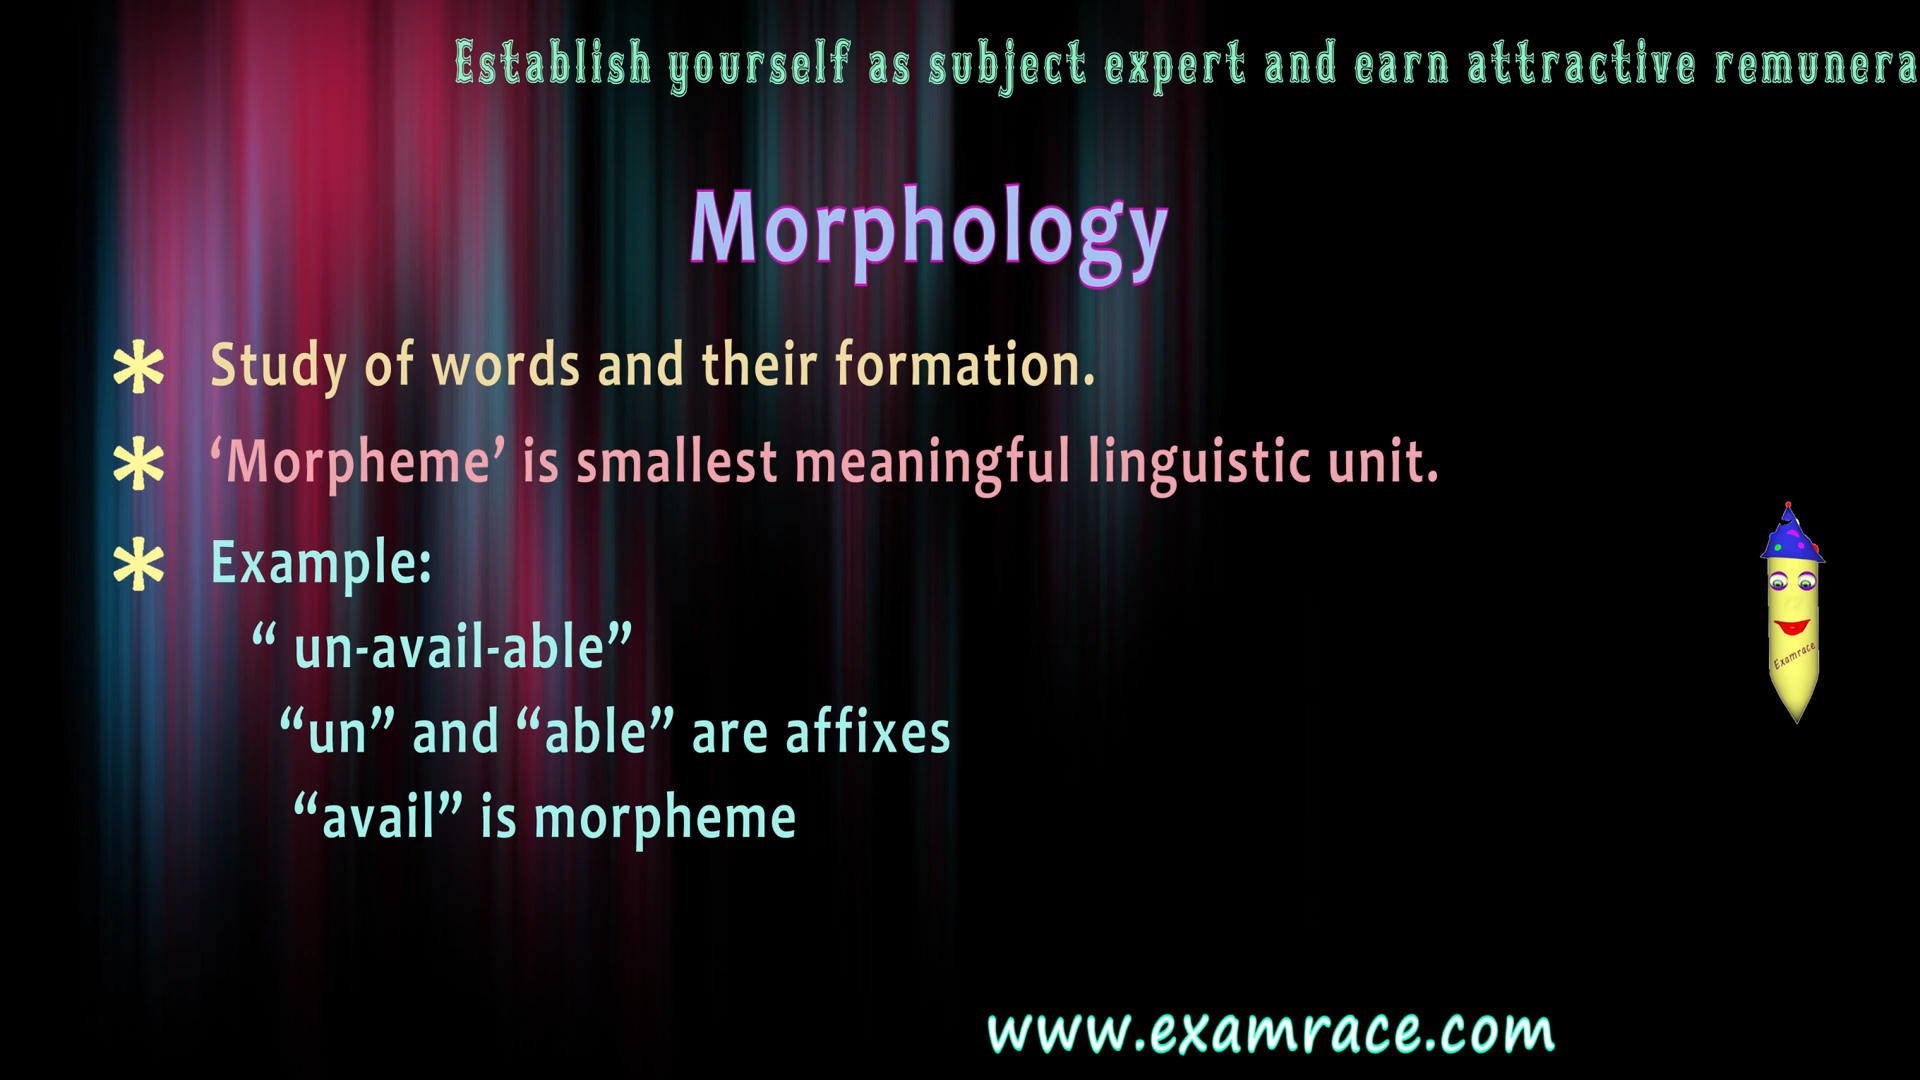 Establish yourself as subject expert and earn attractive
Morphology
* Study of words and their formation.
* ‘Morpheme’ is smallest meaningful linguistic unit.
* Example:
“ un-avail-able”
“un” and “able” are affixes
“avail” is morpheme
Examrace
www.examrace.com